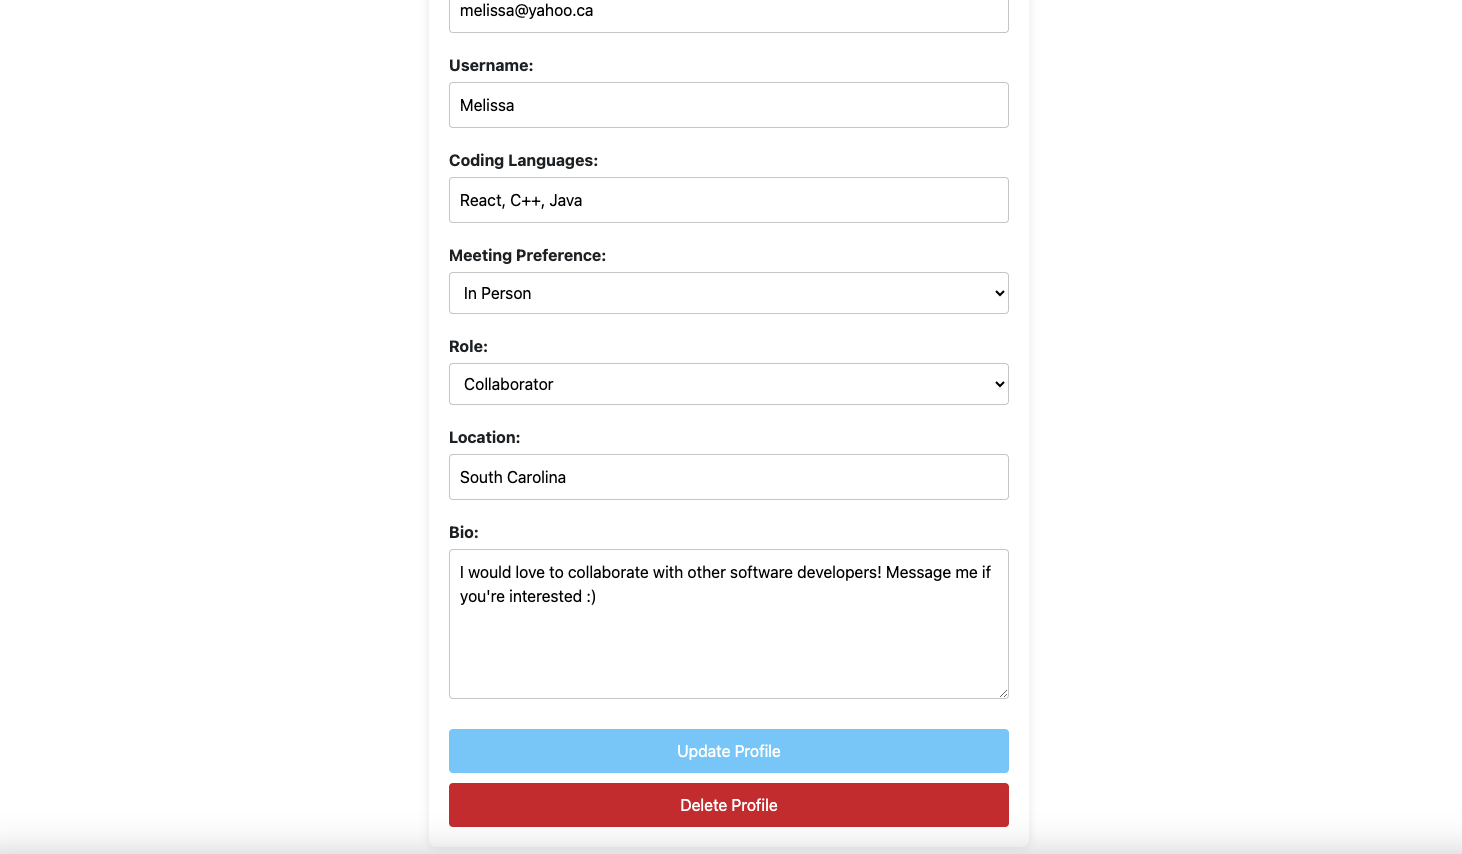 melissa@yahoo.ca
Username:
Melissa
Coding Languages:
React, C++, Java
Meeting Preference:
In Person
Role:
Collaborator
Location:
South Carolina
Bio:
I would love to collaborate with other software developers! Message me if
you're interested :)
Update Profile
Delete Profile